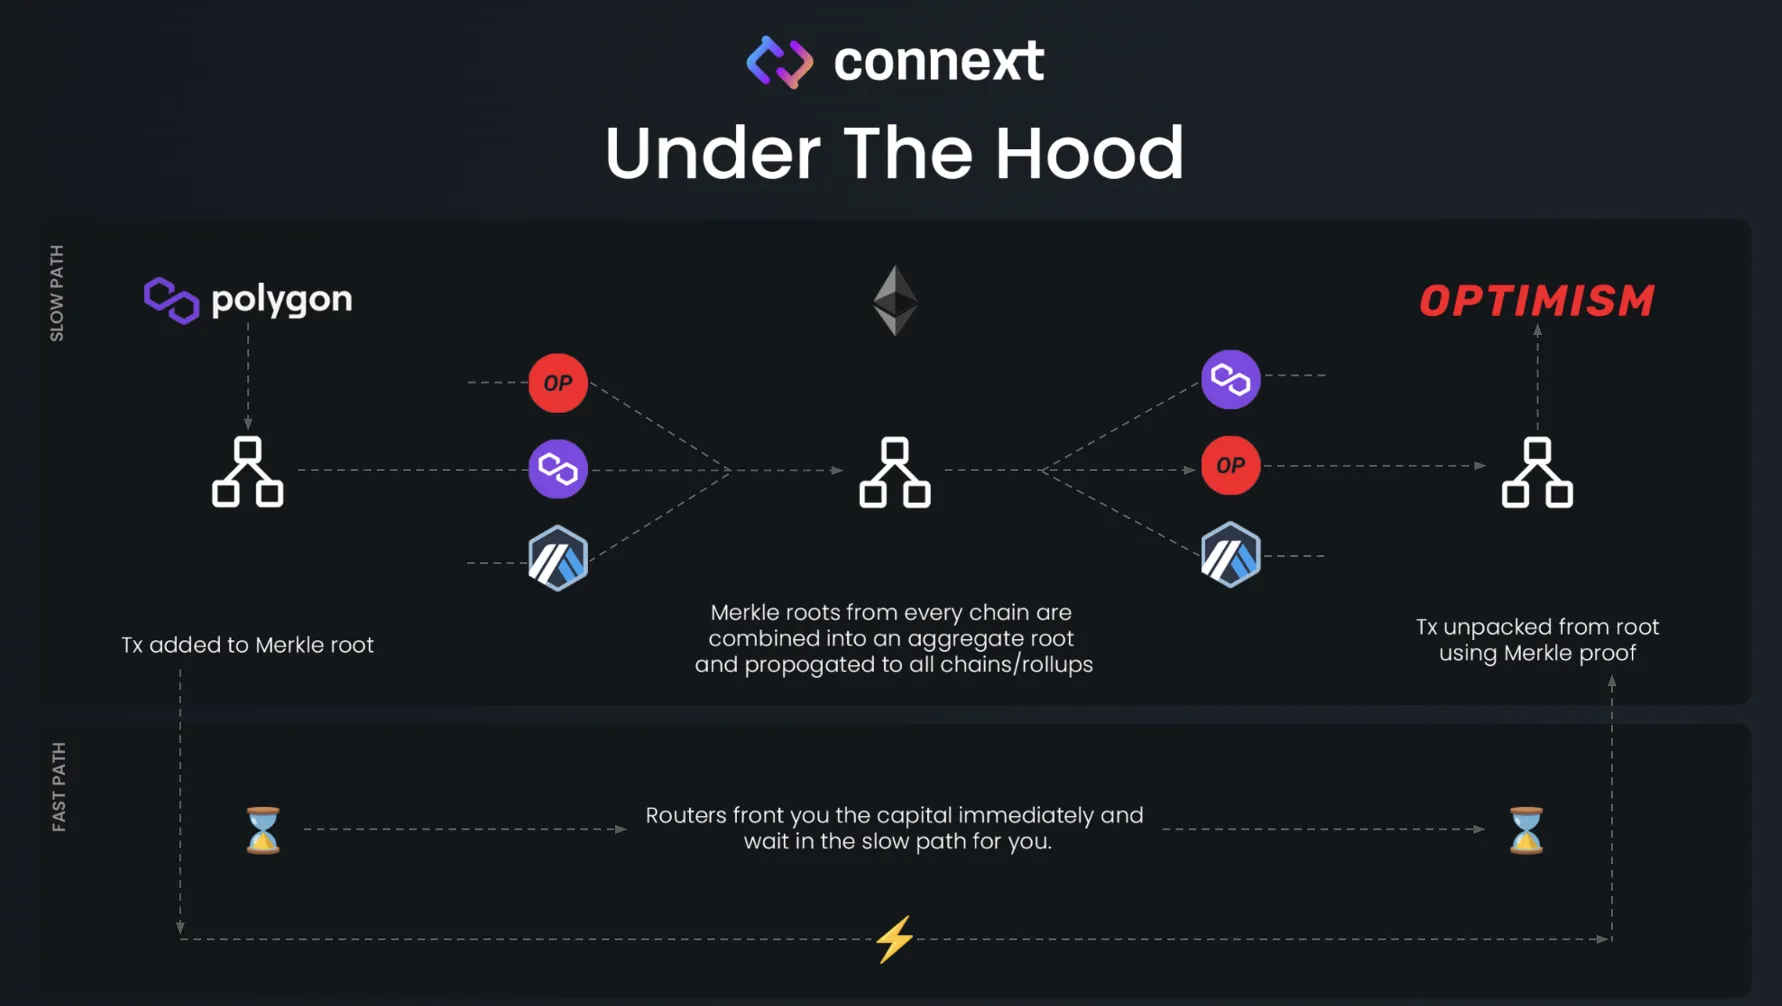 connext
Under The Hood
SLOW PATH
polygon
OPTIMISM
OP
OP
Tx added to Merkle root
Merkle roots from every chain are
combined into an aggregate root
and propogated to all chains/rollups
Tx unpacked from root
using Merkle proof
FAST PATH
Routers front you the capital immediately and
wait in the slow path for you.